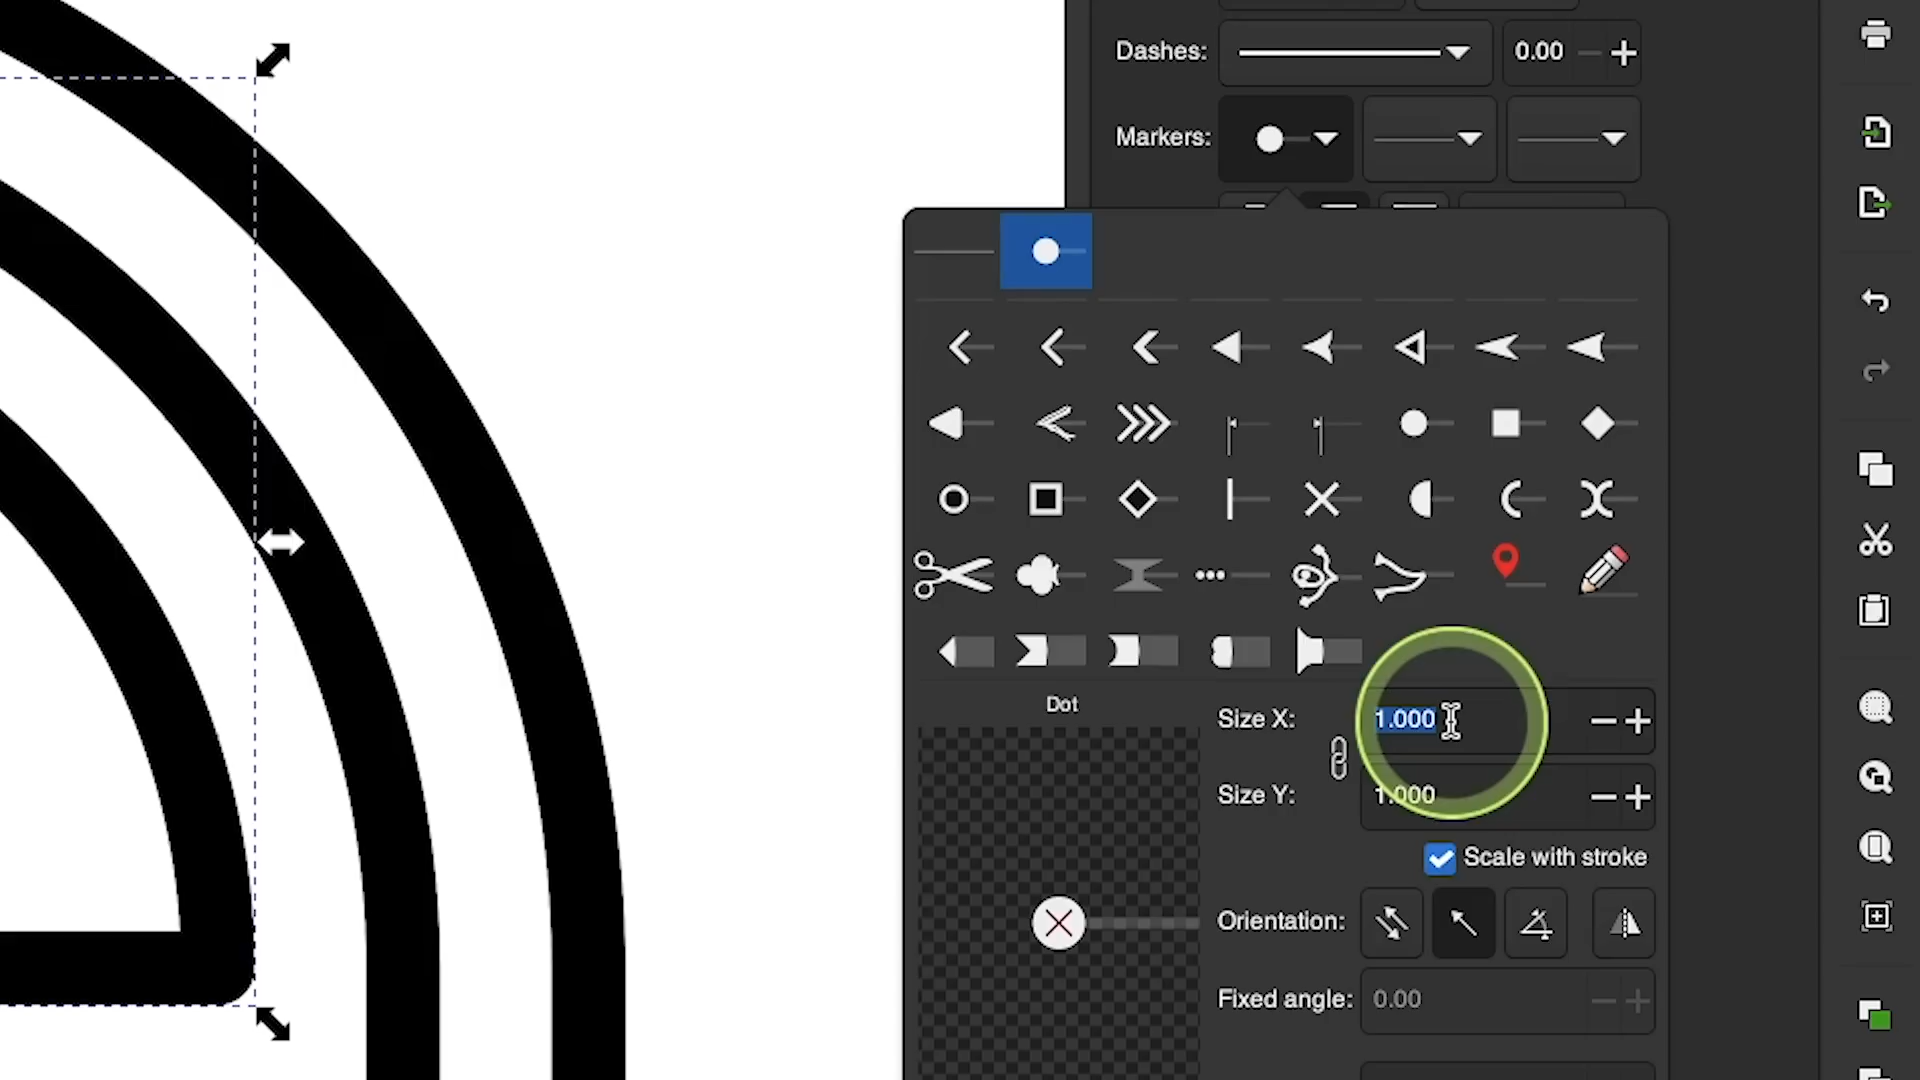 Dashes: 0.00
Markers:
Dot
Size X: 1.000
Size Y: 1.000
Scale with stroke
Orientation:
Fixed angle: 0.00